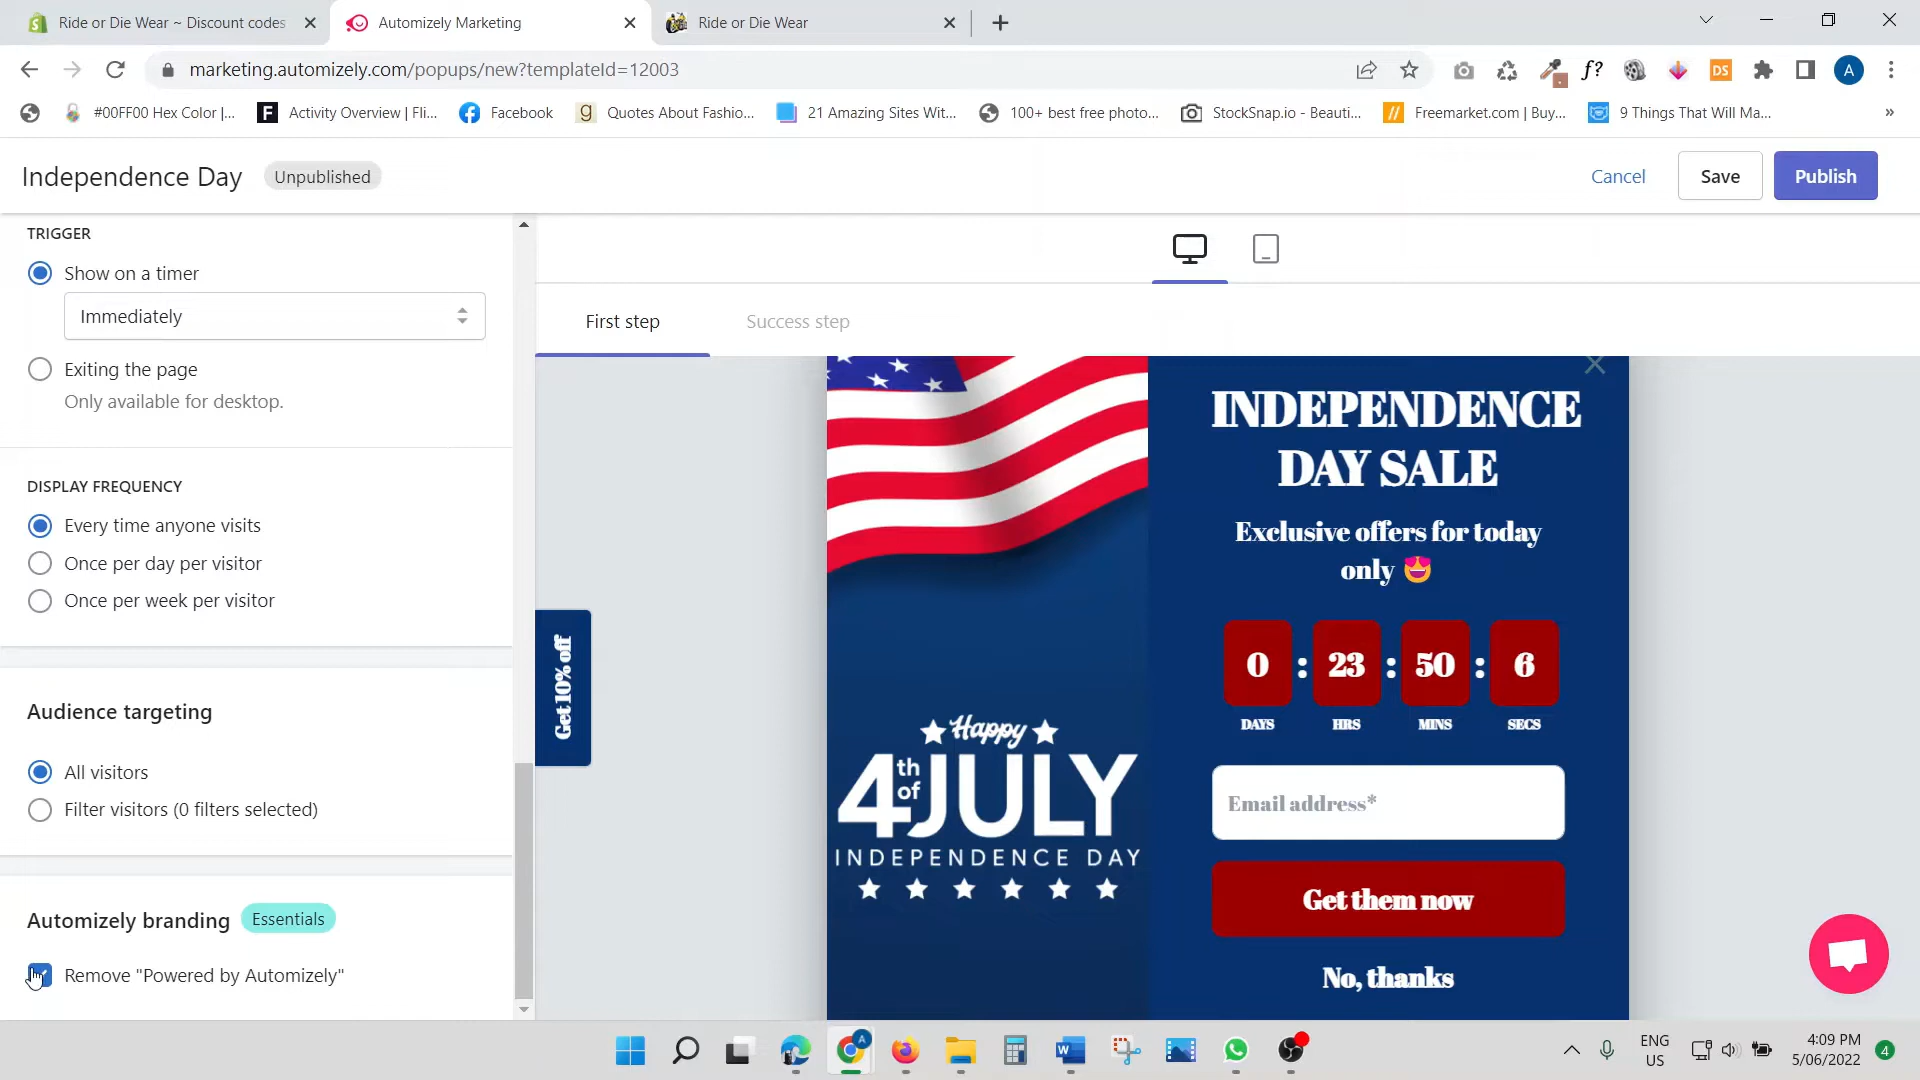 Ride or Die Wear ~ Discount codes
Automizely Marketing
Ride or Die Wear
marketing.automizely.com/popups/new?templateId=12003
f?
DS
A
#00FF00 Hex Color |...
F
Activity Overview | Fli...
Facebook
g
Quotes About Fashio...
21 Amazing Sites Wit...
100+ best free photo...
StockSnap.io - Beauti...
Freemarket.com | Buy...
9 Things That Will Ma...
»
Independence Day
Unpublished
Cancel
Save
Publish
TRIGGER
Show on a timer
Immediately
Exiting the page
Only available for desktop.
DISPLAY FREQUENCY
Every time anyone visits
Once per day per visitor
Once per week per visitor
Audience targeting
All visitors
Filter visitors (0 filters selected)
Automizely branding
Essentials
Remove "Powered by Automizely"
First step
Success step
Get 10% off
Happy
4th of JULY
INDEPENDENCE DAY
INDEPENDENCE
DAY SALE
Exclusive offers for today
only 😍
0 : 23 : 50 : 6
DAYS HRS MINS SECS
Email address*
Get them now
No, thanks
A
W
ENG
US
4:09 PM
5/06/2022
4